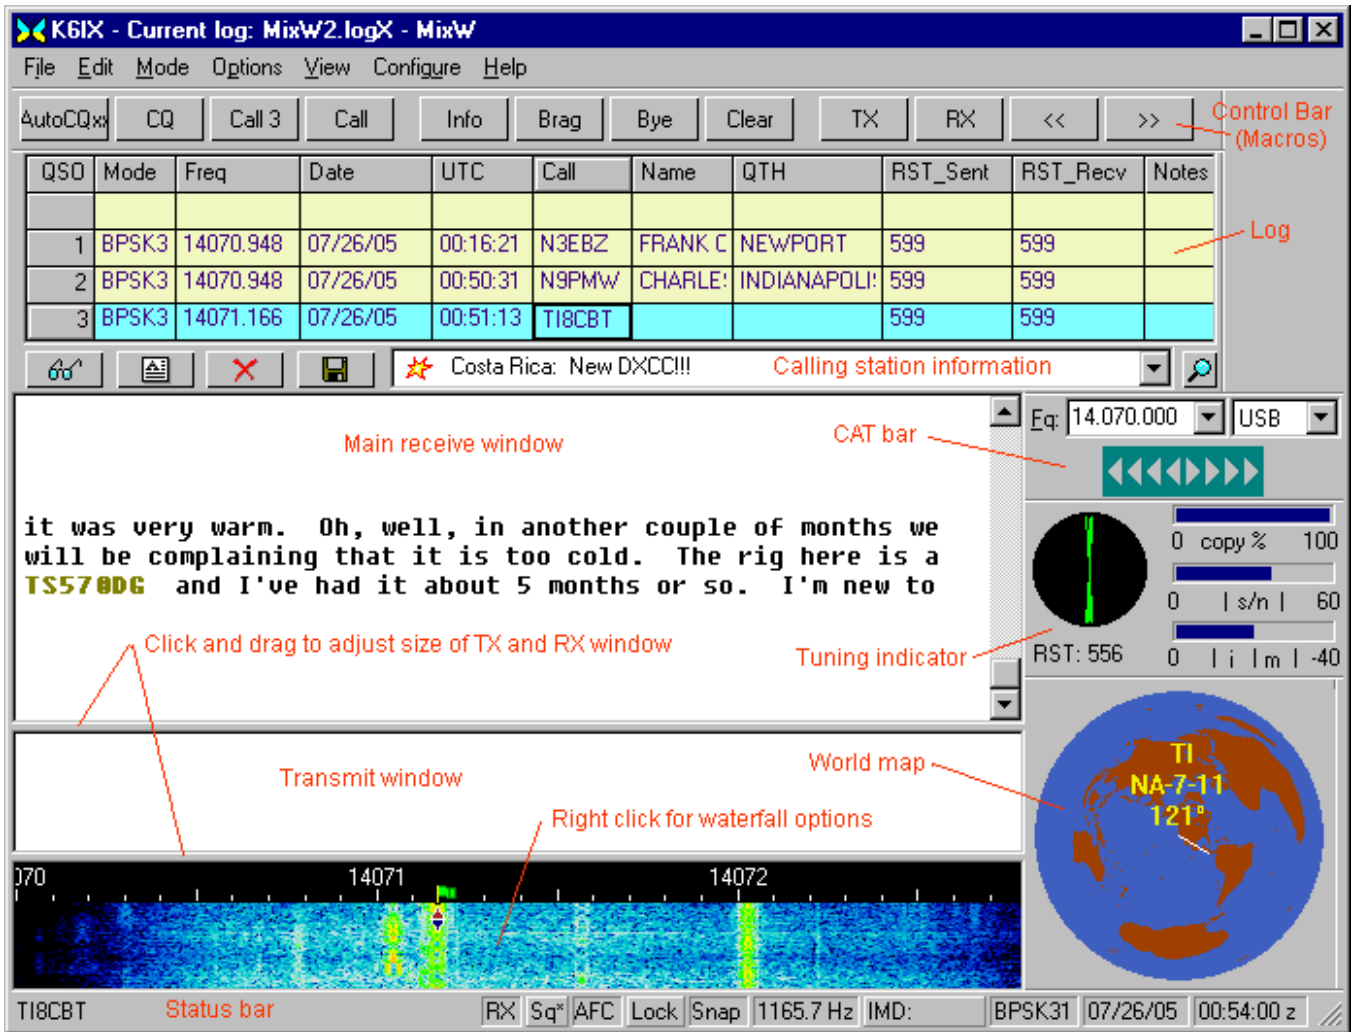 K6IX - Current log: MixW2.logX - MixW
File Edit Mode Options View Configure Help
AutoCQxx CQ Call 3 Call Info Brag Bye Clear TX RX << >>
Control Bar
(Macros)
QSO Mode Freq Date UTC Call Name QTH RST_Sent RST_Recv Notes
1 BPSK3 14070.948 07/26/05 00:16:21 N3EBZ FRANK C NEWPORT 599 599
Log
2 BPSK3 14070.948 07/26/05 00:50:31 N9PMW CHARLE INDIANAPOLI 599 599
3 BPSK3 14071.166 07/26/05 00:51:13 TI8CBT 599 599
Costa Rica: New DXCC!!! Calling station information
Fq: 14.070.000 USB
Main receive window
CAT bar
it was very warm. Oh, well, in another couple of months we
will be complaining that it is too cold. The rig here is a
TS570DG and I've had it about 5 months or so. I'm new to
0 copy % 100
0 | s/n | 60
RST: 556 0 | i | m | -40
Click and drag to adjust size of TX and RX window
Tuning indicator
TI
NA-7-11
121°
World map
Transmit window
Right click for waterfall options
070 14071 14072
TI8CBT Status bar RX Sq* AFC Lock Snap 1165.7 Hz IMD: BPSK31 07/26/05 00:54:00 z